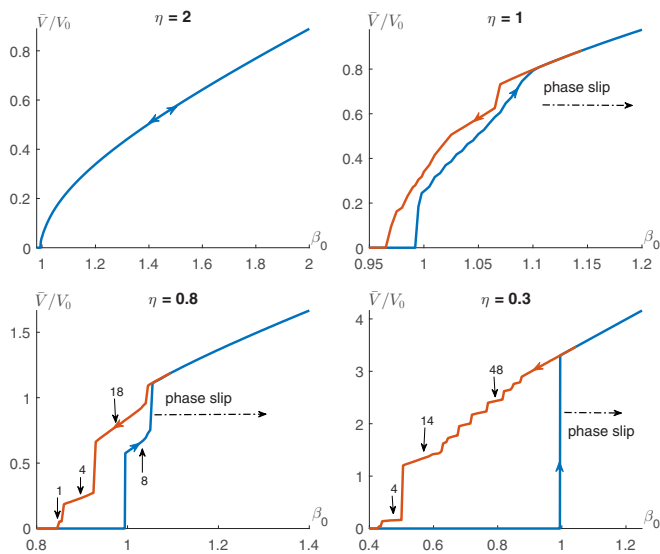 V̄/V₀ η = 2
0.8
0.6
0.4
0.2
0
1 1.2 1.4 1.6 1.8 2
β₀
V̄/V₀ η = 1
0.8
0.6
0.4
0.2
0
phase slip
0.95 1 1.05 1.1 1.15 1.2
β₀
V̄/V₀ η = 0.8
1.5
1
0.5
0
18
phase slip
1 4 8
0.8 1 1.2 1.4
β₀
V̄/V₀ η = 0.3
4
3
2
1
0
48
14
phase slip
4
0.4 0.6 0.8 1 1.2
β₀